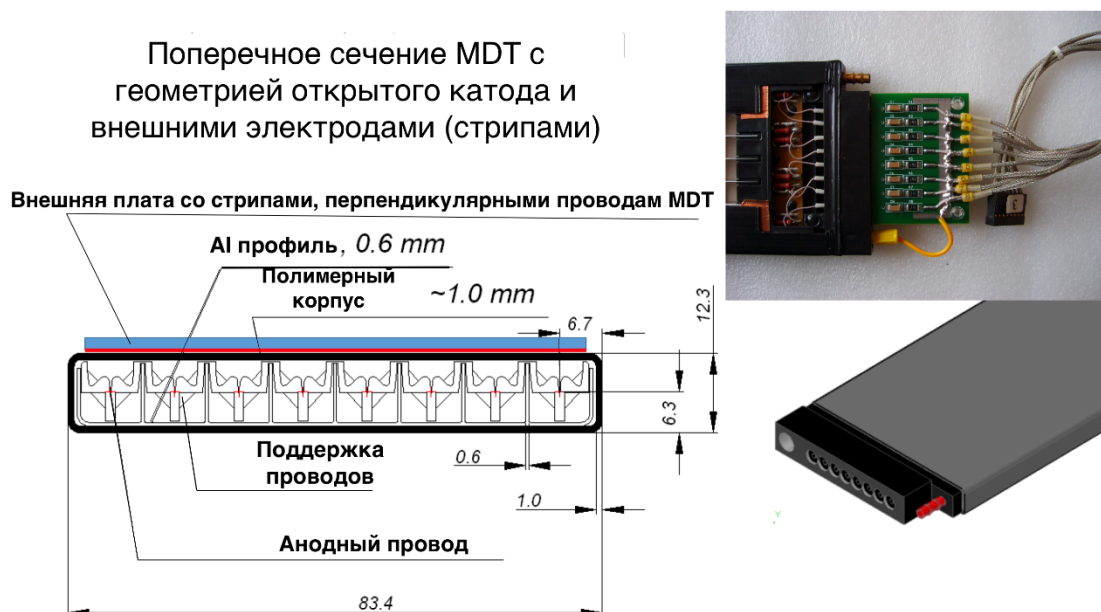 Поперечное сечение MDT с
геометрией открытого катода и
внешними электродами (стрипами)
Внешняя плата со стрипами, перпендикулярными проводам MDT
Al профиль, 0.6 mm
Полимерный
корпус
~1.0 mm
6.7
12.3
6.3
0.6
1.0
Поддержка
проводов
Анодный провод
83.4
Y